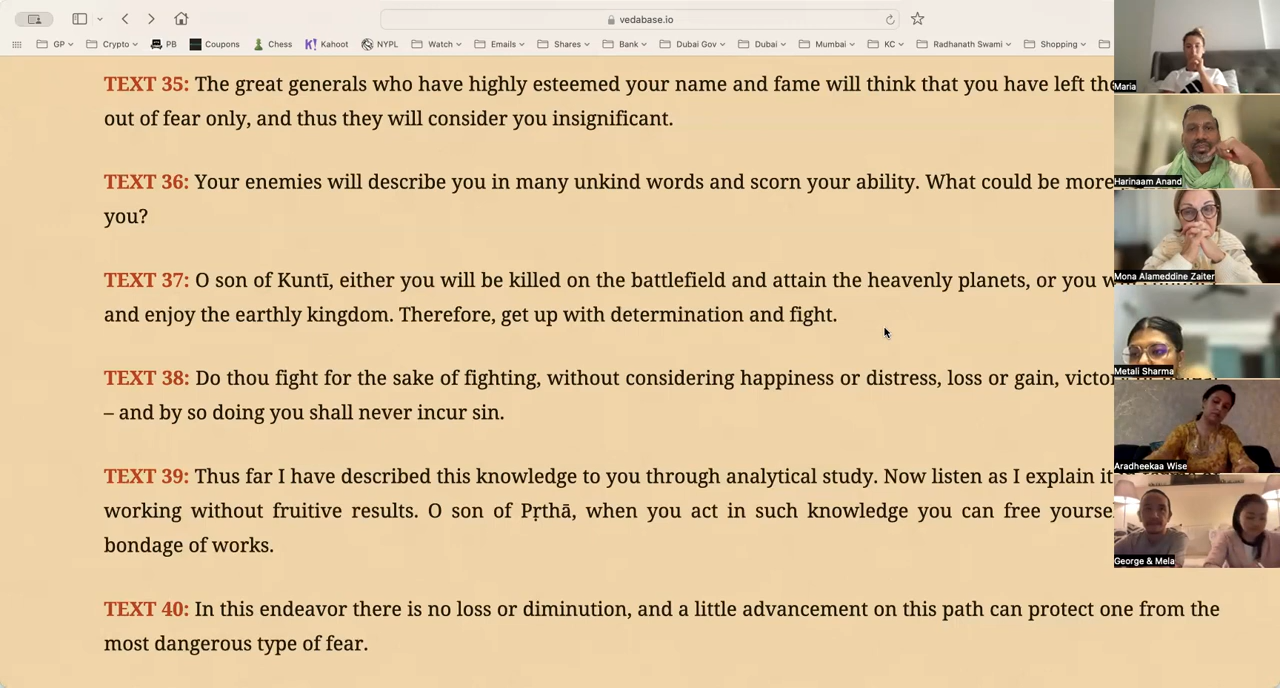 vedabase.io
GP
Crypto
PB
Coupons
Chess
Kahoot
NYPL
Watch
Emails
Shares
Bank
Dubai Gov
Dubai
Mumbai
KC
Radhanath Swami
Shopping
TEXT 35: The great generals who have highly esteemed your name and fame will think that you have left the
out of fear only, and thus they will consider you insignificant.
TEXT 36: Your enemies will describe you in many unkind words and scorn your ability. What could be more
you?
TEXT 37: O son of Kuntī, either you will be killed on the battlefield and attain the heavenly planets, or you
and enjoy the earthly kingdom. Therefore, get up with determination and fight.
TEXT 38: Do thou fight for the sake of fighting, without considering happiness or distress, loss or gain,
– and by so doing you shall never incur sin.
TEXT 39: Thus far I have described this knowledge to you through analytical study. Now listen as I explain it
working without fruitive results. O son of Pṛthā, when you act in such knowledge you can free
bondage of works.
TEXT 40: In this endeavor there is no loss or diminution, and a little advancement on this path can protect one from the
most dangerous type of fear.
Maria
Harinaam Anand
Mona Alameddine Zaiter
Metali Sharma
Aradheekaa Wise
George & Mela